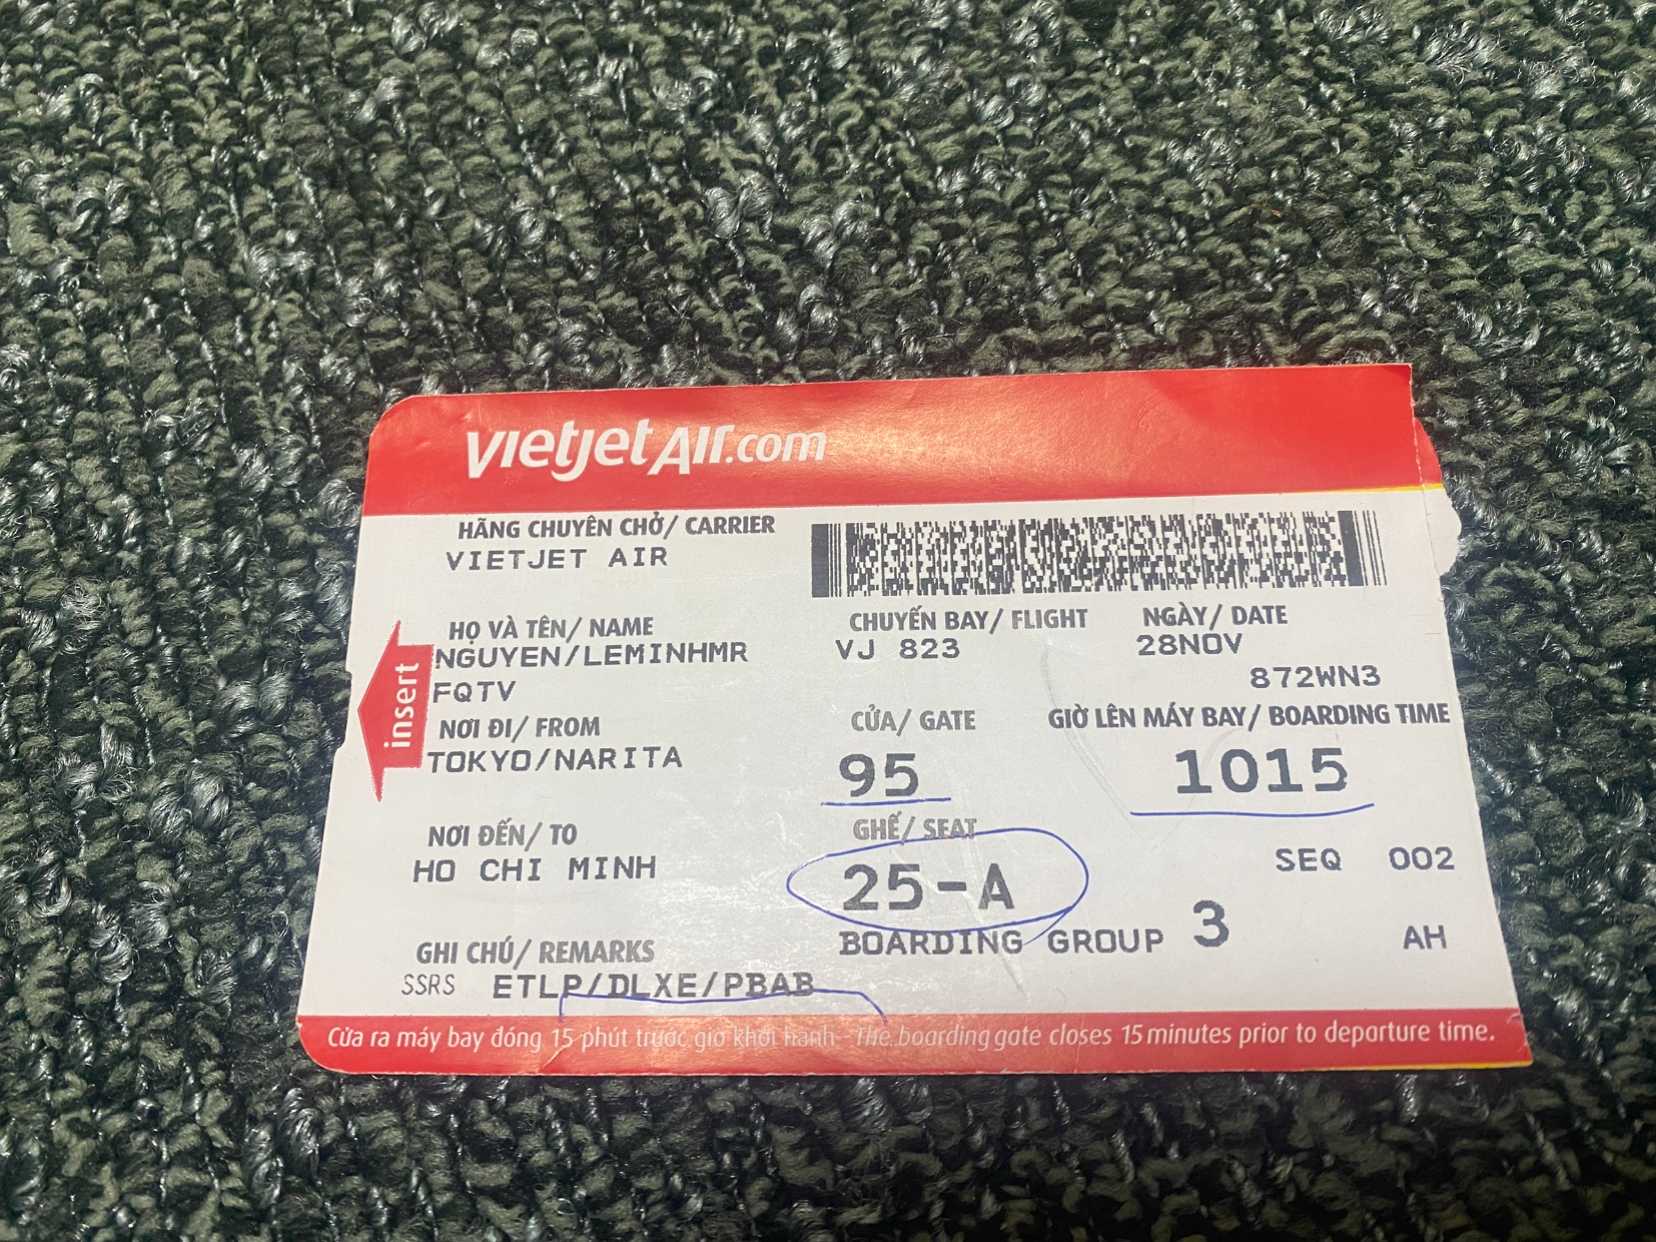 vietjetAir.com
HÃNG CHUYÊN CHỞ/ CARRIER
VIETJET AIR
HỌ VÀ TÊN/ NAME
NGUYEN/LEMINHMR
FQTV
CHUYẾN BAY/ FLIGHT
VJ 823
NGÀY/ DATE
28NOV
872WN3
insert
NƠI ĐI/ FROM
TOKYO/NARITA
CỬA/ GATE
95
GIỜ LÊN MÁY BAY/ BOARDING TIME
1015
NƠI ĐẾN/ TO
HO CHI MINH
GHẾ/ SEAT
25-A
SEQ 002
BOARDING GROUP 3
AH
GHI CHÚ/ REMARKS
SSRS ETLP/DLXE/PBAB
Cửa ra máy bay đóng 15 phút trước giờ khởi hành - The boarding gate closes 15 minutes prior to departure time.